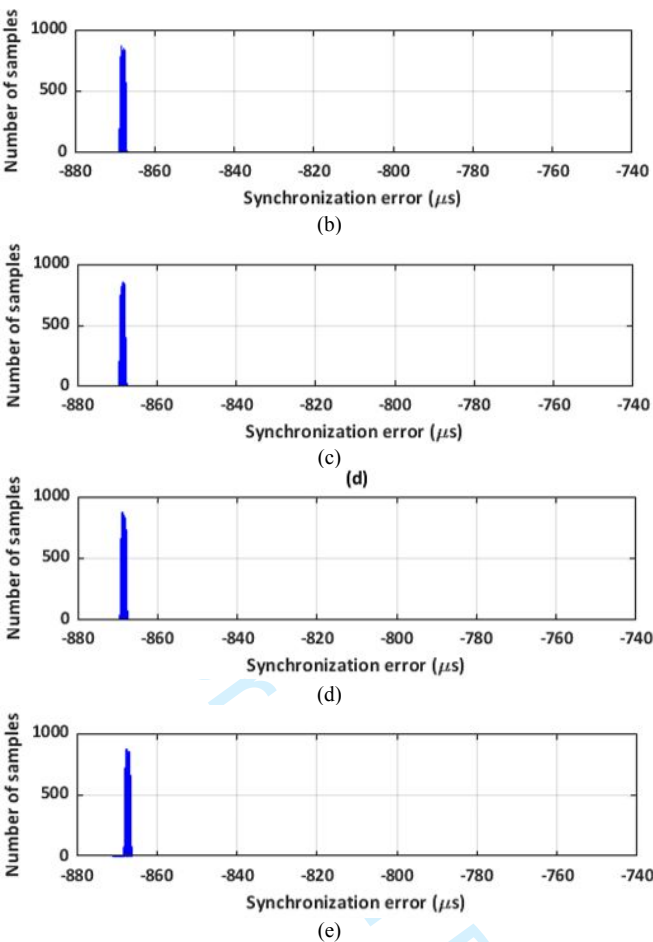 Number of samples
1000
500
0
-880 -860 -840 -820 -800 -780 -760 -740
Synchronization error (μs)
(b)
Number of samples
1000
500
0
-880 -860 -840 -820 -800 -780 -760 -740
Synchronization error (μs)
(c)
(d)
Number of samples
1000
500
0
-880 -860 -840 -820 -800 -780 -760 -740
Synchronization error (μs)
(d)
Number of samples
1000
500
0
-880 -860 -840 -820 -800 -780 -760 -740
Synchronization error (μs)
(e)